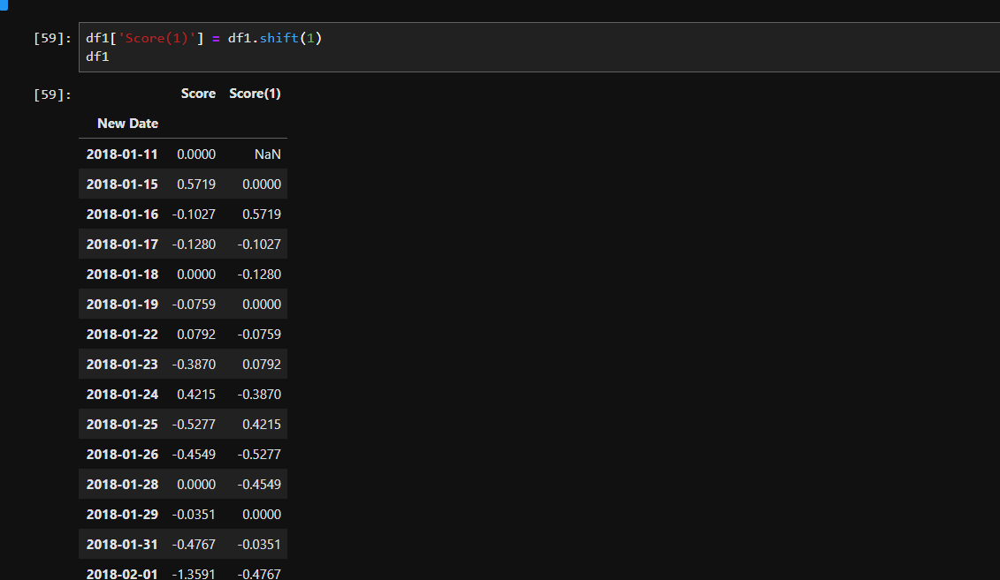 [59]: df1['Score(1)'] = df1.shift(1)
df1
[59]: Score Score(1)
New Date
2018-01-11 0.0000 NaN
2018-01-15 0.5719 0.0000
2018-01-16 -0.1027 0.5719
2018-01-17 -0.1280 -0.1027
2018-01-18 0.0000 -0.1280
2018-01-19 -0.0759 0.0000
2018-01-22 0.0792 -0.0759
2018-01-23 -0.3870 0.0792
2018-01-24 0.4215 -0.3870
2018-01-25 -0.5277 0.4215
2018-01-26 -0.4549 -0.5277
2018-01-28 0.0000 -0.4549
2018-01-29 -0.0351 0.0000
2018-01-31 -0.4767 -0.0351
2018-02-01 -1.3591 -0.4767